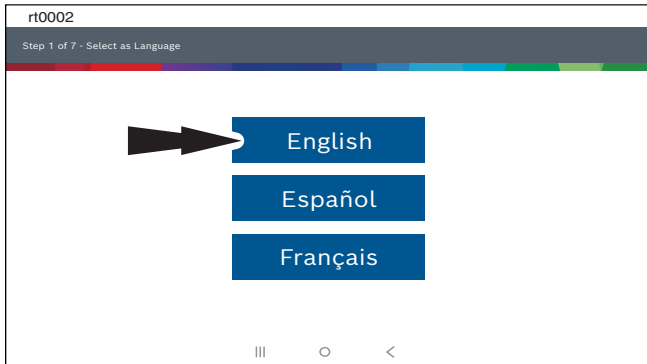 rt0002
Step 1 of 7 - Select as Language
English
Español
Français